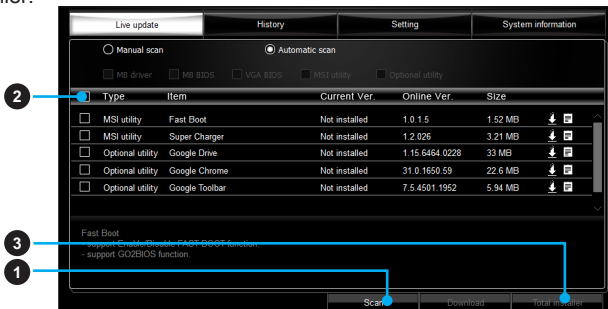 Live update History Setting System information
Manual scan Automatic scan
MB driver MB BIOS VGA BIOS MSI utility Optional utility
2
Type Item Current Ver. Online Ver. Size
MSI utility Fast Boot Not installed 1.0.1.5 1.52 MB
MSI utility Super Charger Not installed 1.2.026 3.21 MB
Optional utility Google Drive Not installed 1.15.6464.0228 33 MB
Optional utility Google Chrome Not installed 31.0.1650.59 22.6 MB
Optional utility Google Toolbar Not installed 7.5.4501.1952 5.94 MB
Fast Boot
3
- support Enable/Disable FAST BOOT function.
- support GO2BIOS function.
1
Scan Download Total Installer